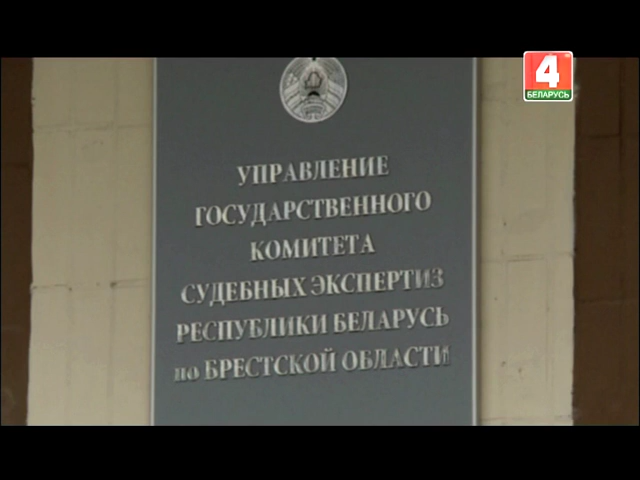 4
БЕЛАРУСЬ
УПРАВЛЕНИЕ
ГОСУДАРСТВЕННОГО
КОМИТЕТА
СУДЕБНЫХ ЭКСПЕРТИЗ
РЕСПУБЛИКИ БЕЛАРУСЬ
по БРЕСТСКОЙ ОБЛАСТИ